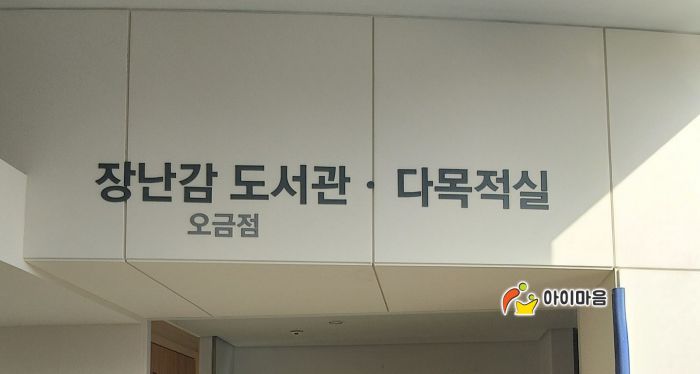 장난감 도서관 · 다목적실
오금점
아이마음